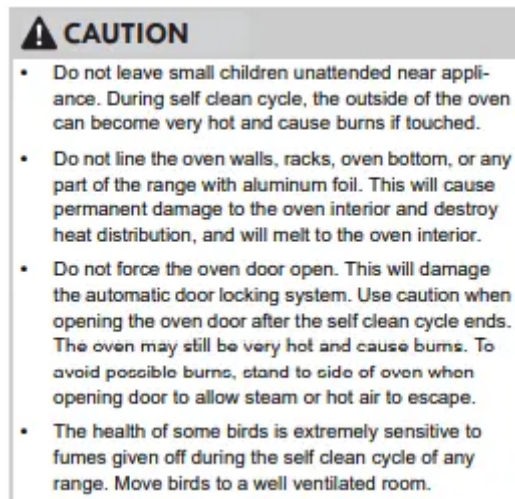 CAUTION
• Do not leave small children unattended near appli-
ance. During self clean cycle, the outside of the oven
can become very hot and cause burns if touched.
• Do not line the oven walls, racks, oven bottom, or any
part of the range with aluminum foil. This will cause
permanent damage to the oven interior and destroy
heat distribution, and will melt to the oven interior.
• Do not force the oven door open. This will damage
the automatic door locking system. Use caution when
opening the oven door after the self clean cycle ends.
The oven may still be very hot and cause burns. To
avoid possible burns, stand to side of oven when
opening door to allow steam or hot air to escape.
• The health of some birds is extremely sensitive to
fumes given off during the self clean cycle of any
range. Move birds to a well ventilated room.